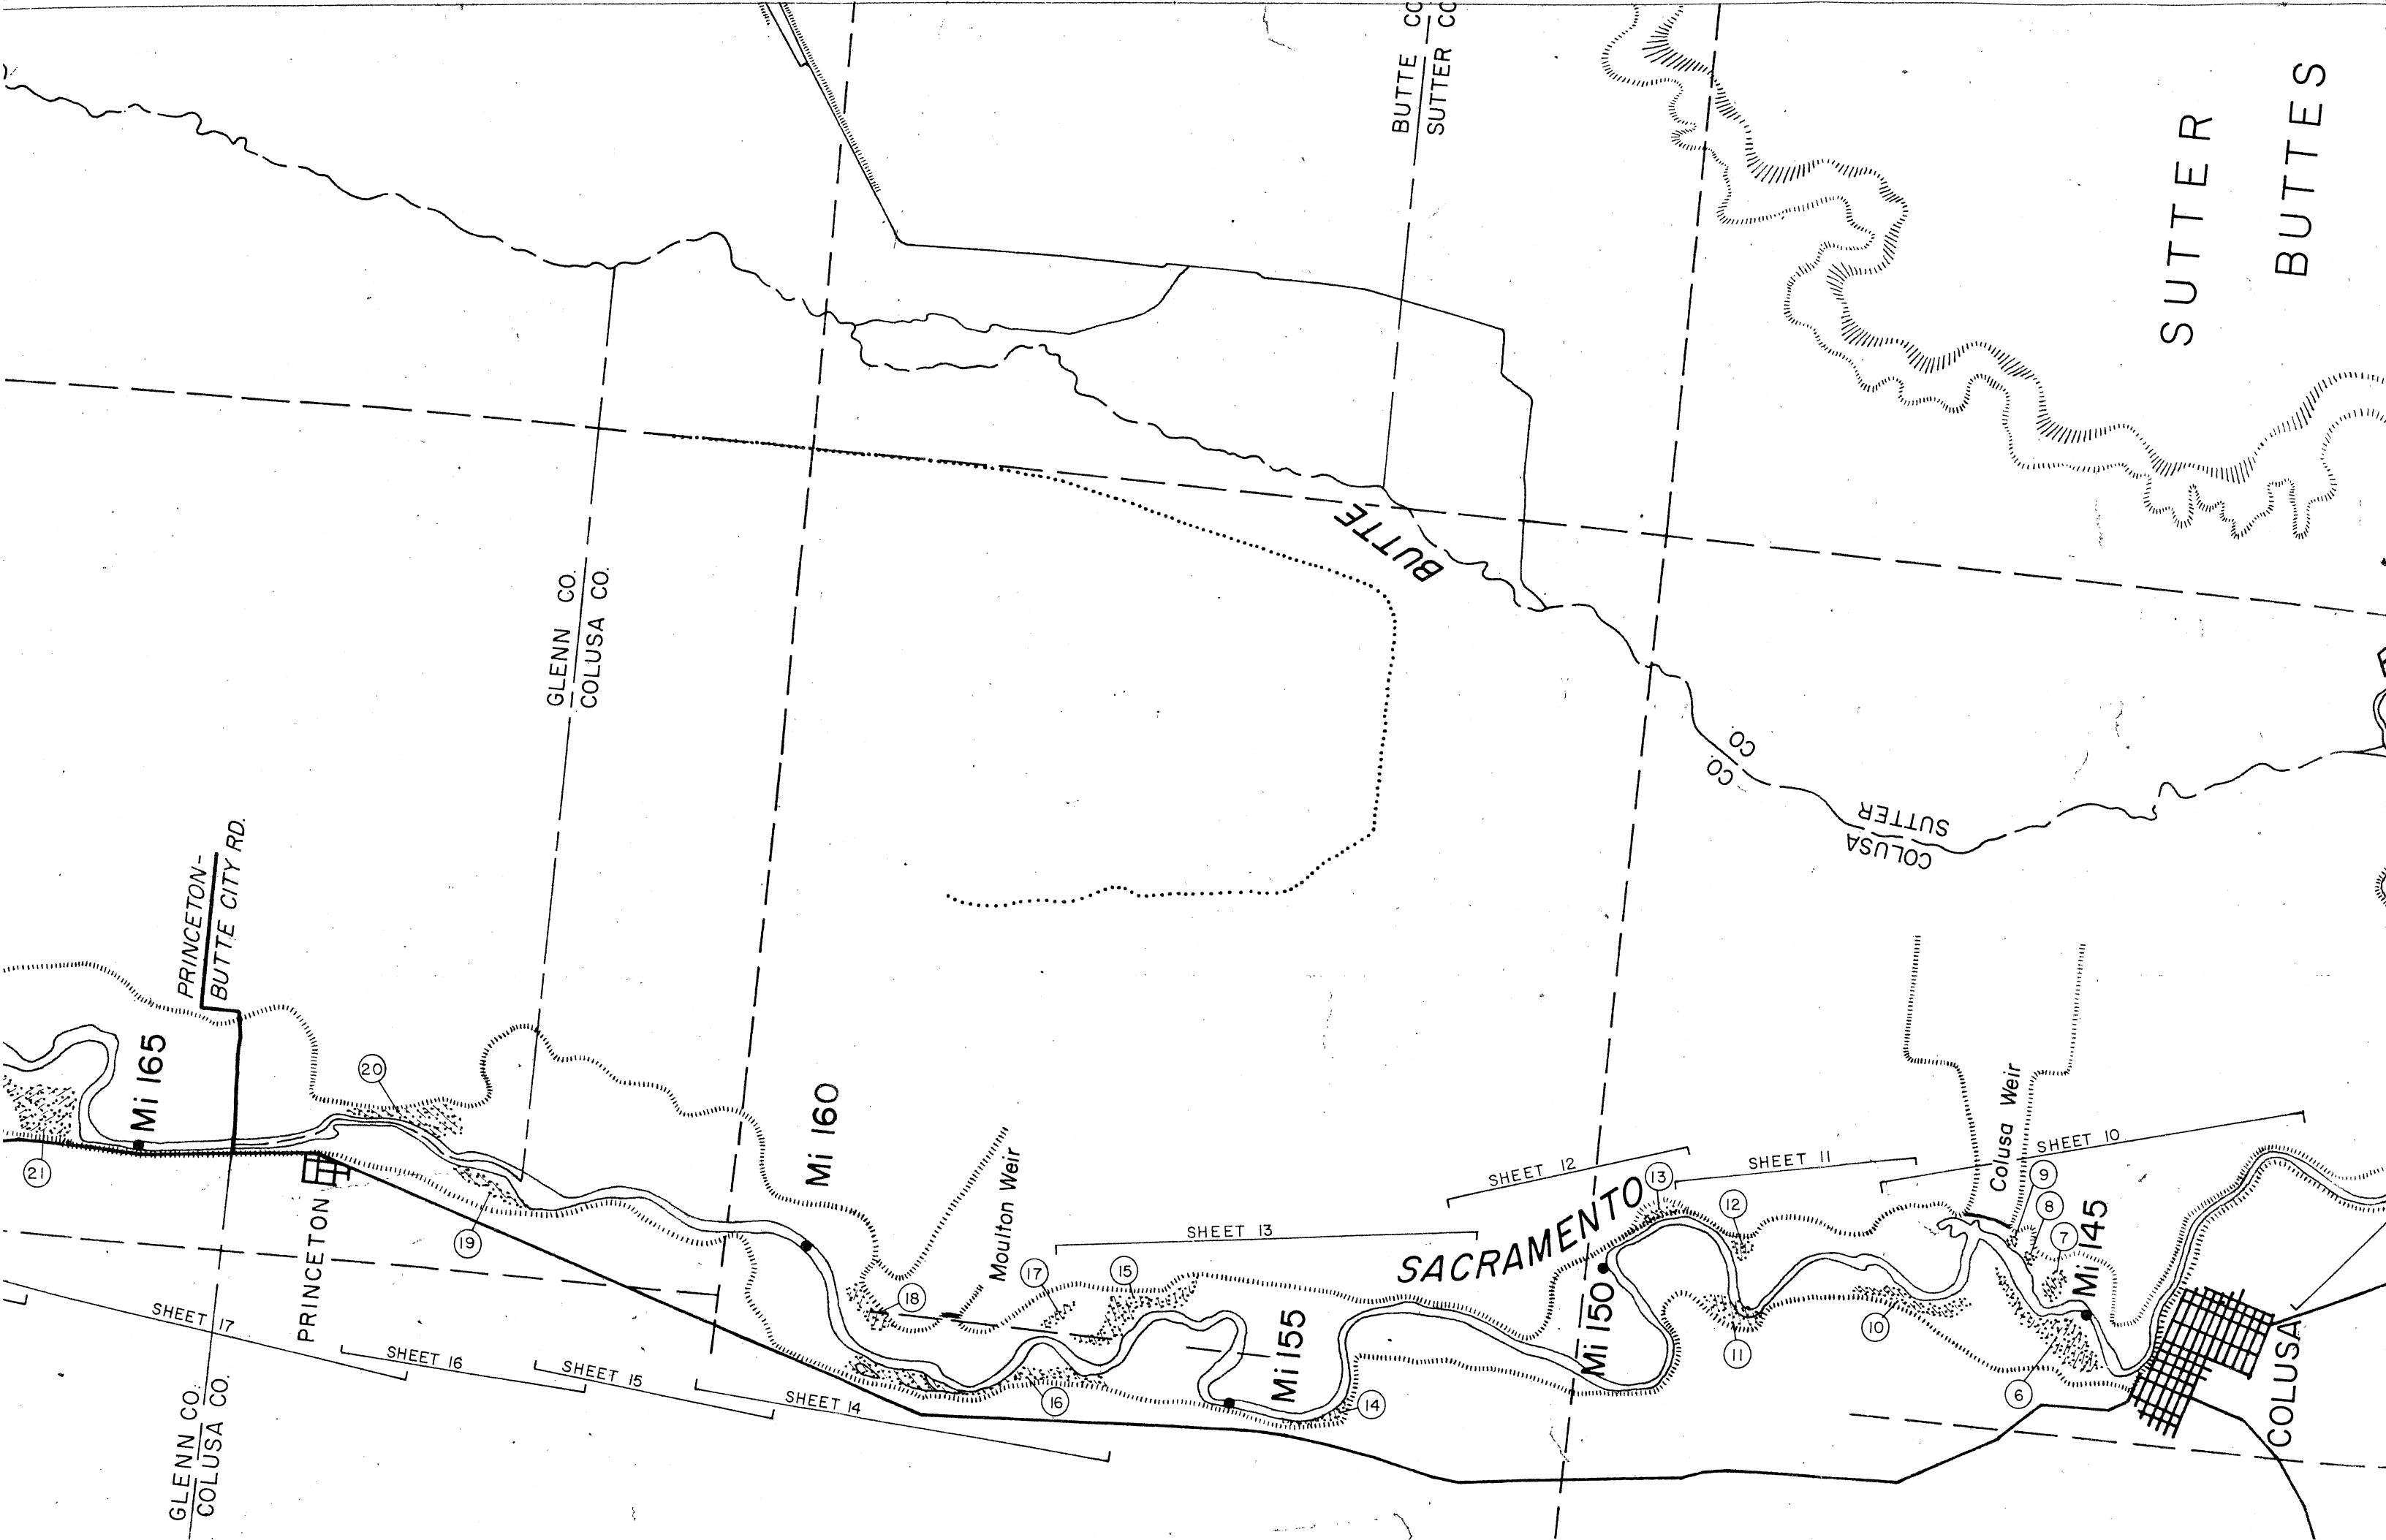 BUTTE CO
SUTTER CO
SUTTER
BUTTES
BUTTE
GLENN CO.
COLUSA CO.
CO.
CO.
SUTTER
COLUSA
PRINCETON-
BUTTE CITY RD.
Mi 165
20
21
PRINCETON
19
Mi 160
Moulton Weir
18
17
15
16
SHEET 13
Mi 155
14
SACRAMENTO
SHEET 12
13
Mi 150
SHEET 11
12
11
10
Colusa Weir
SHEET 10
9
8
7
Mi 145
6
COLUSA
SHEET 17
SHEET 16
SHEET 15
SHEET 14
GLENN CO.
COLUSA CO.